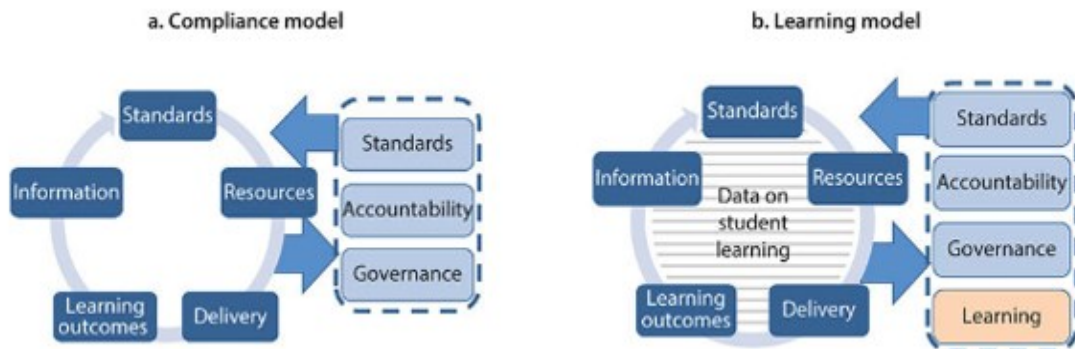 a. Compliance model
Standards
Information
Resources
Learning
outcomes
Delivery
Standards
Accountability
Governance
b. Learning model
Standards
Information
Resources
Data on
student
learning
Learning
outcomes
Delivery
Standards
Accountability
Governance
Learning